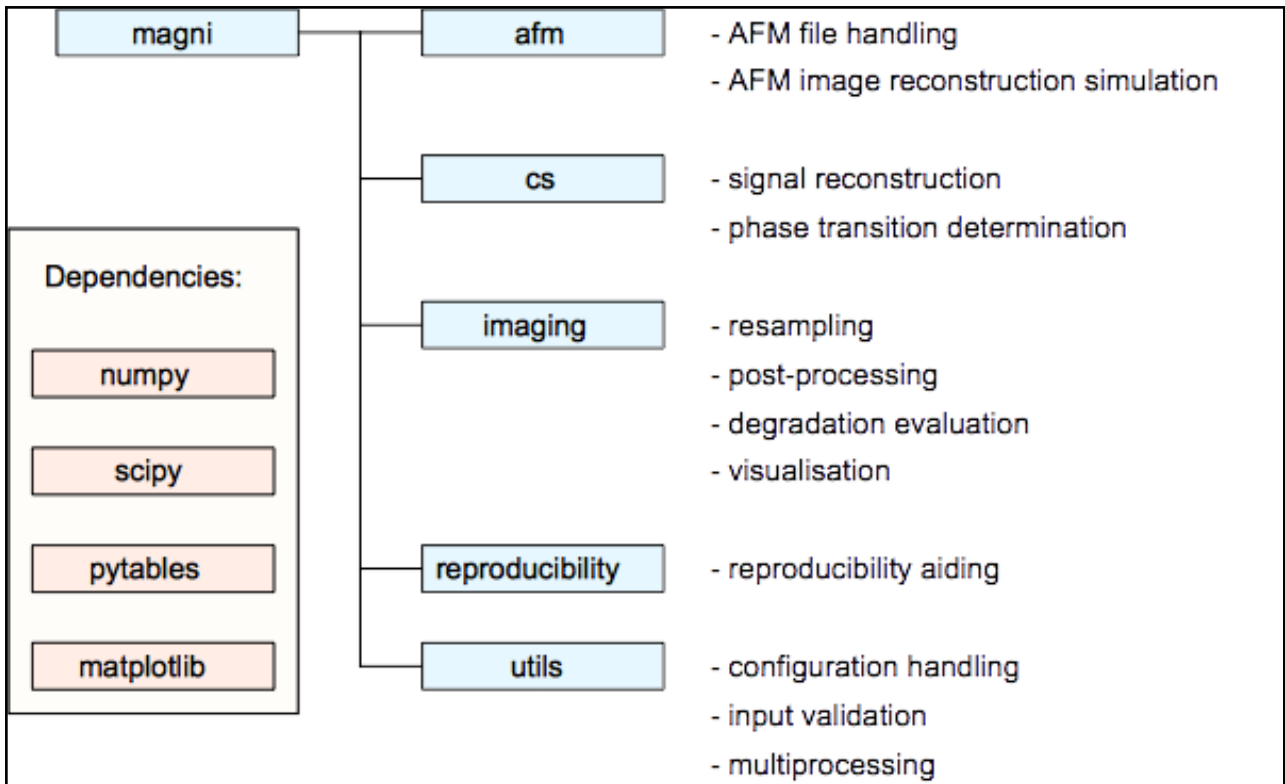 magni
afm
- AFM file handling
- AFM image reconstruction simulation
cs
- signal reconstruction
- phase transition determination
imaging
- resampling
- post-processing
- degradation evaluation
- visualisation
reproducibility
- reproducibility aiding
utils
- configuration handling
- input validation
- multiprocessing
Dependencies:
numpy
scipy
pytables
matplotlib